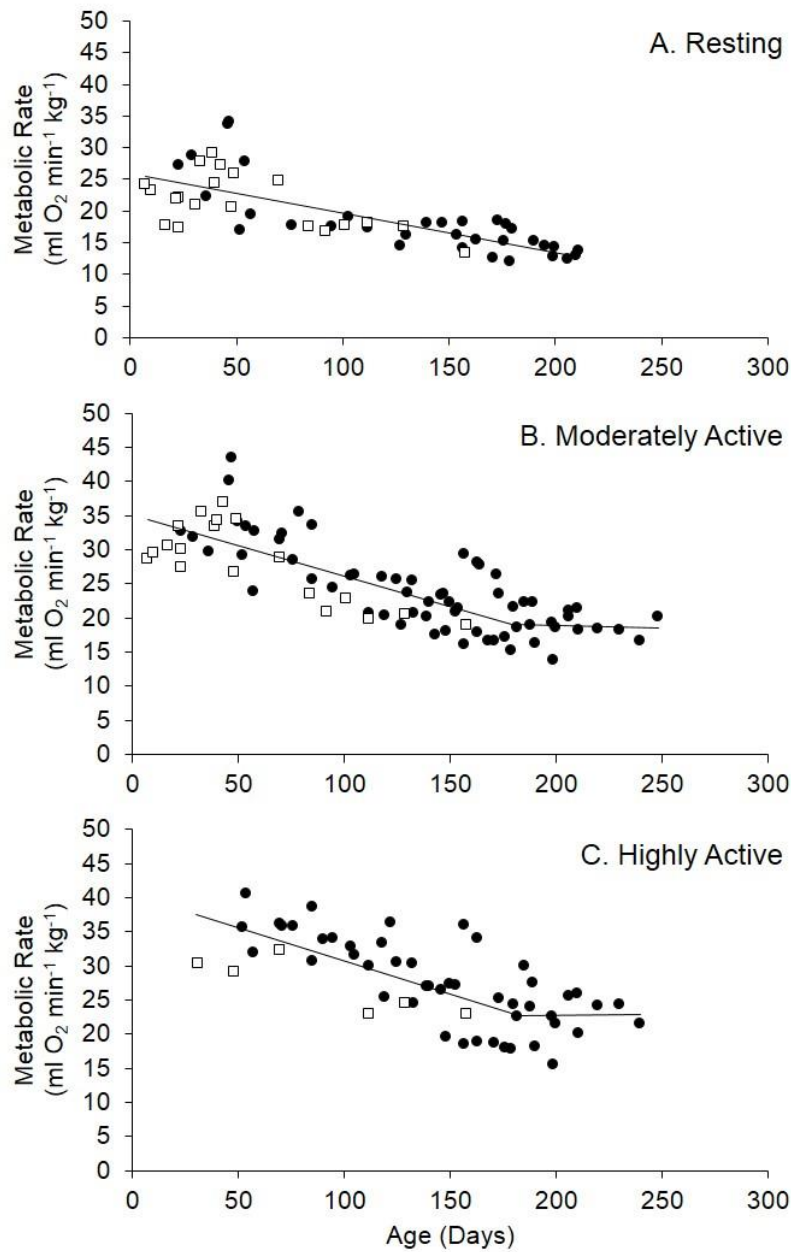 A. Resting
Metabolic Rate
(ml O₂ min⁻¹ kg⁻¹)
50
45
40
35
30
25
20
15
10
5
0
0 50 100 150 200 250 300
B. Moderately Active
Metabolic Rate
(ml O₂ min⁻¹ kg⁻¹)
50
45
40
35
30
25
20
15
10
5
0
0 50 100 150 200 250 300
C. Highly Active
Metabolic Rate
(ml O₂ min⁻¹ kg⁻¹)
50
45
40
35
30
25
20
15
10
5
0
0 50 100 150 200 250 300
Age (Days)